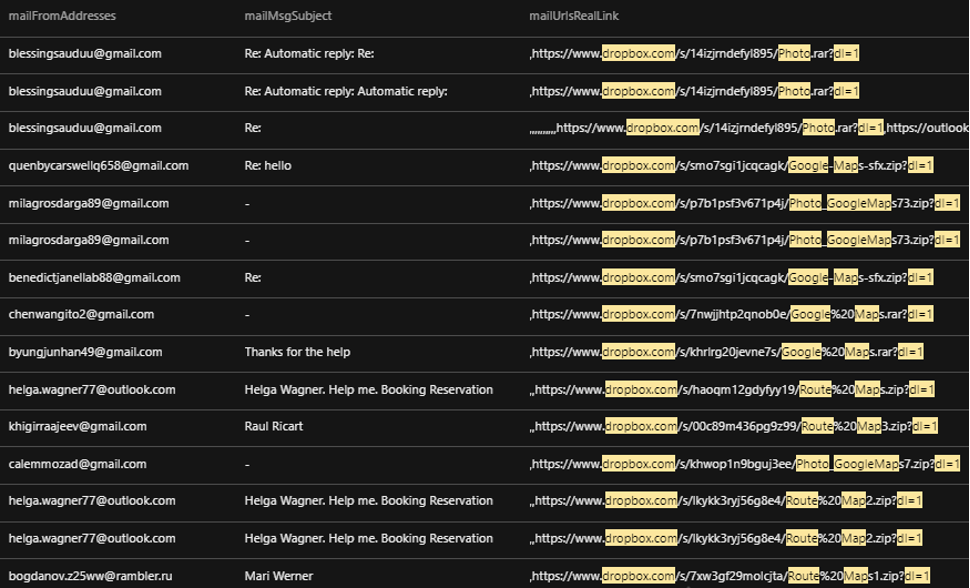 mailFromAddresses mailMsgSubject mailUrlsRealLink
blessingsauduu@gmail.com Re: Automatic reply: Re: ,https://www.dropbox.com/s/14izjrndefyl895/Photo.rar?dl=1
blessingsauduu@gmail.com Re: Automatic reply: Automatic reply: ,https://www.dropbox.com/s/14izjrndefyl895/Photo.rar?dl=1
blessingsauduu@gmail.com Re: ,,,,,,,,,,https://www.dropbox.com/s/14izjrndefyl895/Photo.rar?dl=1,https://outlook
quenbycarswellq658@gmail.com Re: hello ,https://www.dropbox.com/s/smo7sgi1jcqcagk/Google-Maps-sfx.zip?dl=1
milagrosdarga89@gmail.com - ,https://www.dropbox.com/s/p7b1psf3v671p4j/Photo_GoogleMaps73.zip?dl=1
milagrosdarga89@gmail.com - ,https://www.dropbox.com/s/p7b1psf3v671p4j/Photo_GoogleMaps73.zip?dl=1
benedictjanellab88@gmail.com Re: ,https://www.dropbox.com/s/smo7sgi1jcqcagk/Google-Maps-sfx.zip?dl=1
chenwangito2@gmail.com - ,https://www.dropbox.com/s/7nwjjhtp2qnob0e/Google%20Maps.rar?dl=1
byungjunhan49@gmail.com Thanks for the help ,https://www.dropbox.com/s/khrlrg20jevne7s/Google%20Maps.rar?dl=1
helga.wagner77@outlook.com Helga Wagner. Help me. Booking Reservation ,,https://www.dropbox.com/s/haoqm12gdyfyy19/Route%20Maps.zip?dl=1
khigirraajeev@gmail.com Raul Ricart ,,https://www.dropbox.com/s/00c89m436pg9z99/Route%20Map3.zip?dl=1
calemmozad@gmail.com - ,https://www.dropbox.com/s/khwop1n9bguj3ee/Photo_GoogleMaps7.zip?dl=1
helga.wagner77@outlook.com Helga Wagner. Help me. Booking Reservation ,,https://www.dropbox.com/s/lkykk3ryj56g8e4/Route%20Map2.zip?dl=1
helga.wagner77@outlook.com Helga Wagner. Help me. Booking Reservation ,,https://www.dropbox.com/s/lkykk3ryj56g8e4/Route%20Map2.zip?dl=1
bogdanov.z25ww@rambler.ru Mari Werner ,https://www.dropbox.com/s/7xw3gf29molcjta/Route%20Maps1.zip?dl=1